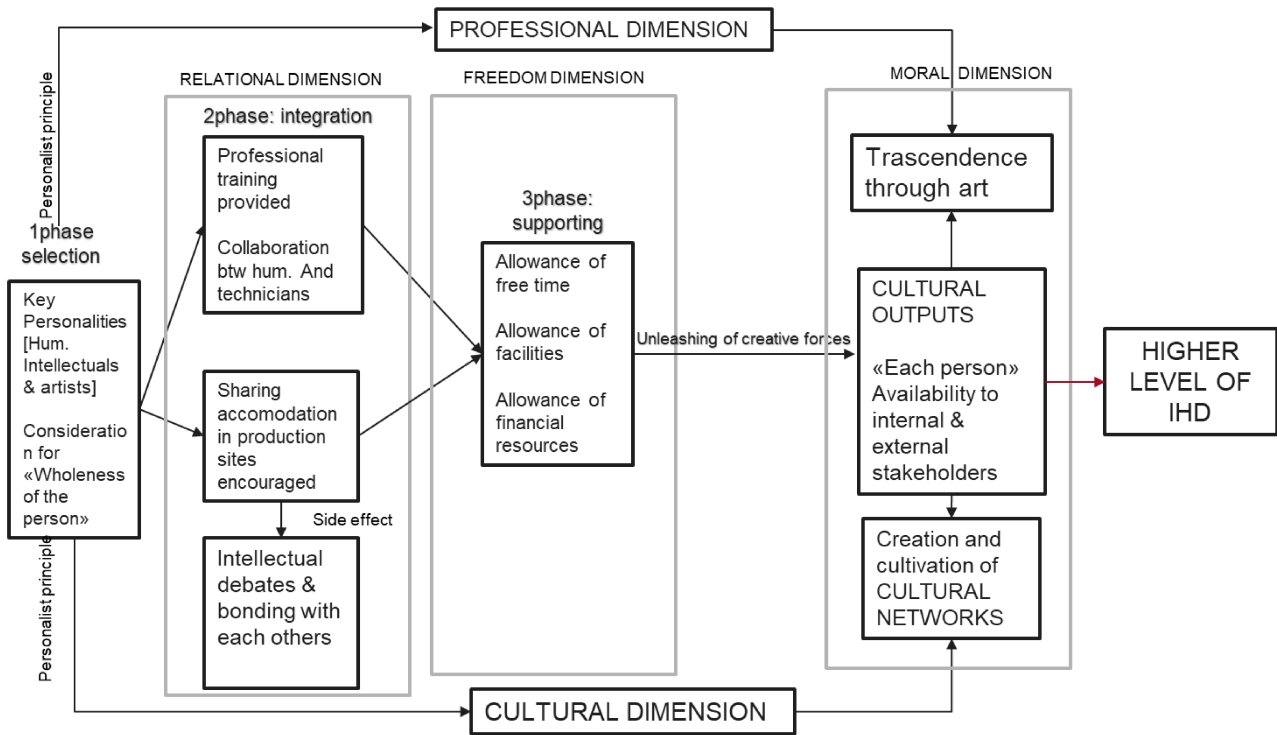 PROFESSIONAL DIMENSION
Personalist principle
RELATIONAL DIMENSION
FREEDOM DIMENSION
MORAL DIMENSION
1phase
selection
Key
Personalities
[Hum.
Intellectuals
& artists]
Consideratio
n for
«Wholeness
of the
person»
2phase: integration
Professional
training
provided
Collaboration
btw hum. And
technicians
Sharing
accomodation
in production
sites
encouraged
Side effect
Intellectual
debates &
bonding with
each others
3phase:
supporting
Allowance of
free time
Allowance of
facilities
Allowance of
financial
resources
Unleashing of creative forces
Trascendence
through art
CULTURAL
OUTPUTS
«Each person»
Availability to
internal &
external
stakeholders
Creation and
cultivation of
CULTURAL
NETWORKS
HIGHER
LEVEL OF
IHD
Personalist principle
CULTURAL DIMENSION